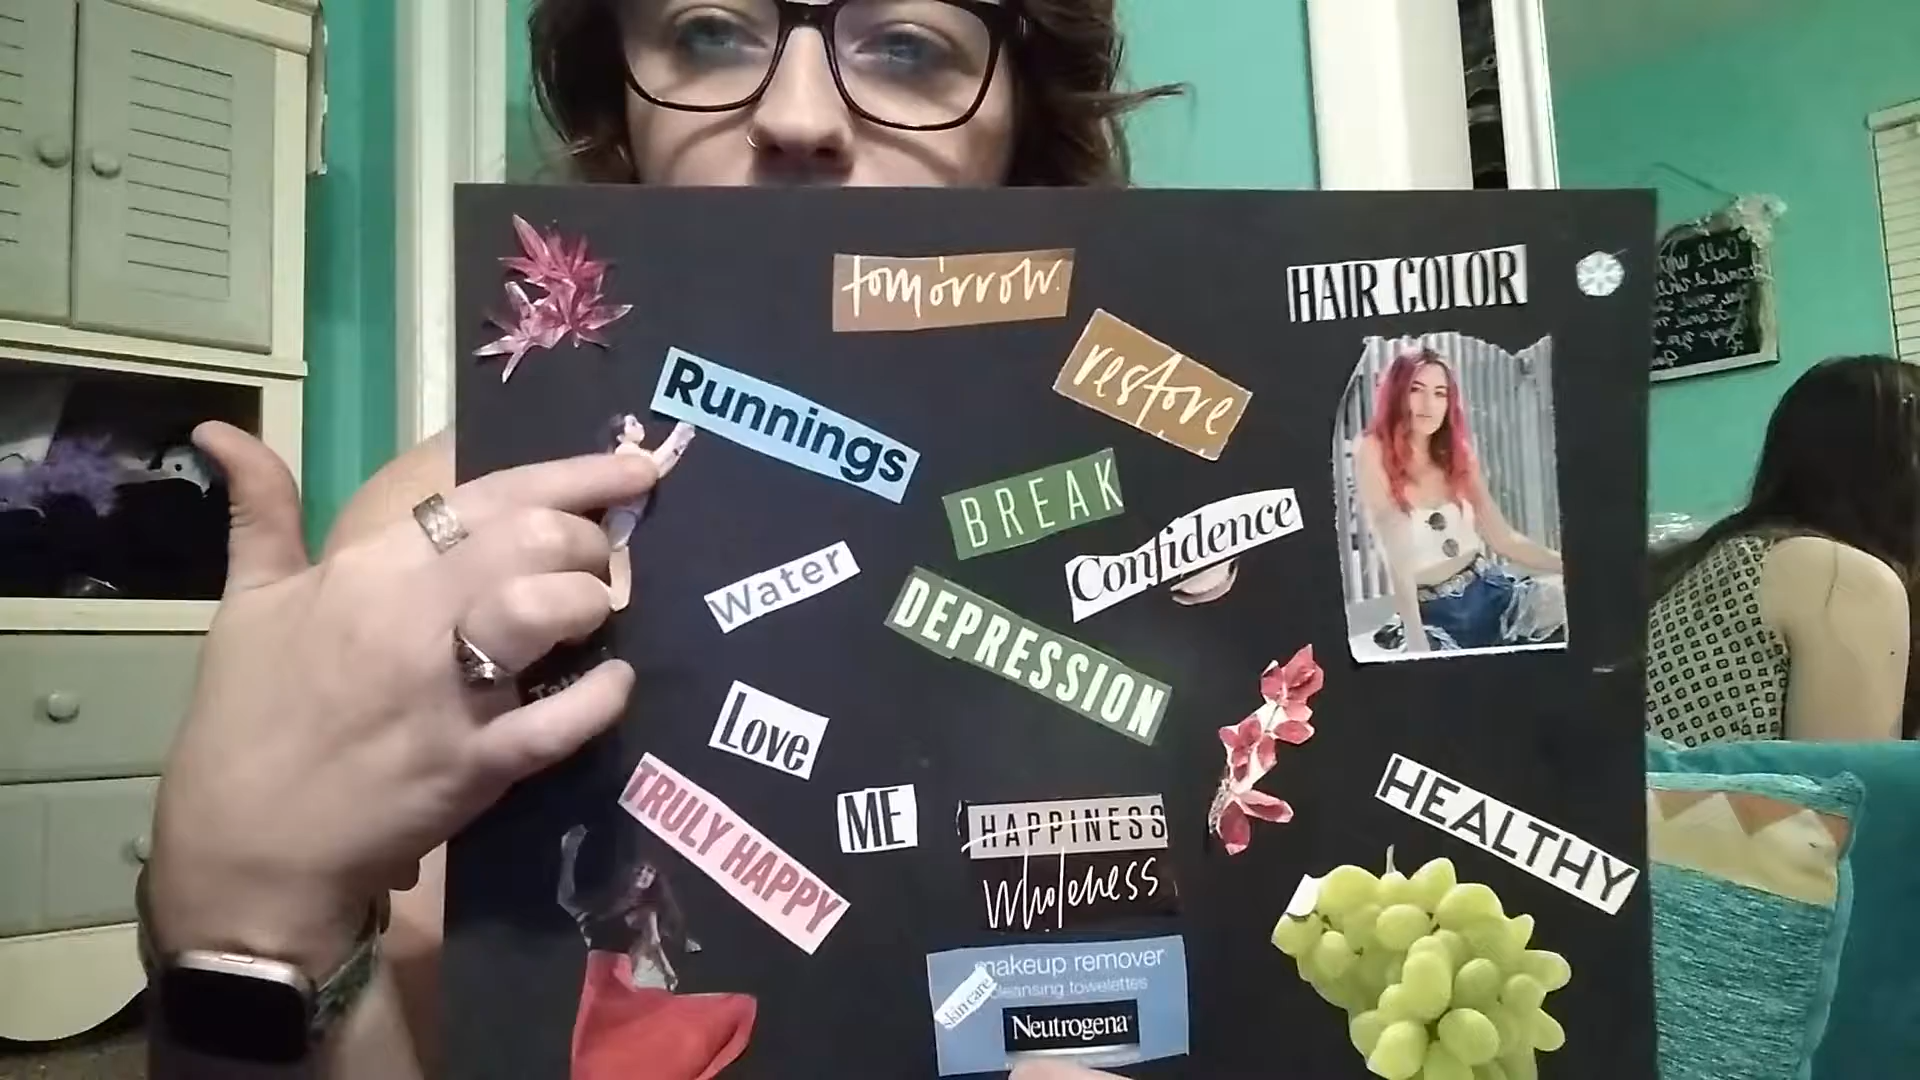 tomorrow.
HAIR COLOR
restore
Runnings
BREAK
Confidence
Water
DEPRESSION
Love
TRULY HAPPY
ME
HAPPINESS
Wholeness
HEALTHY
makeup remover
cleansing towelettes
skin care
Neutrogena